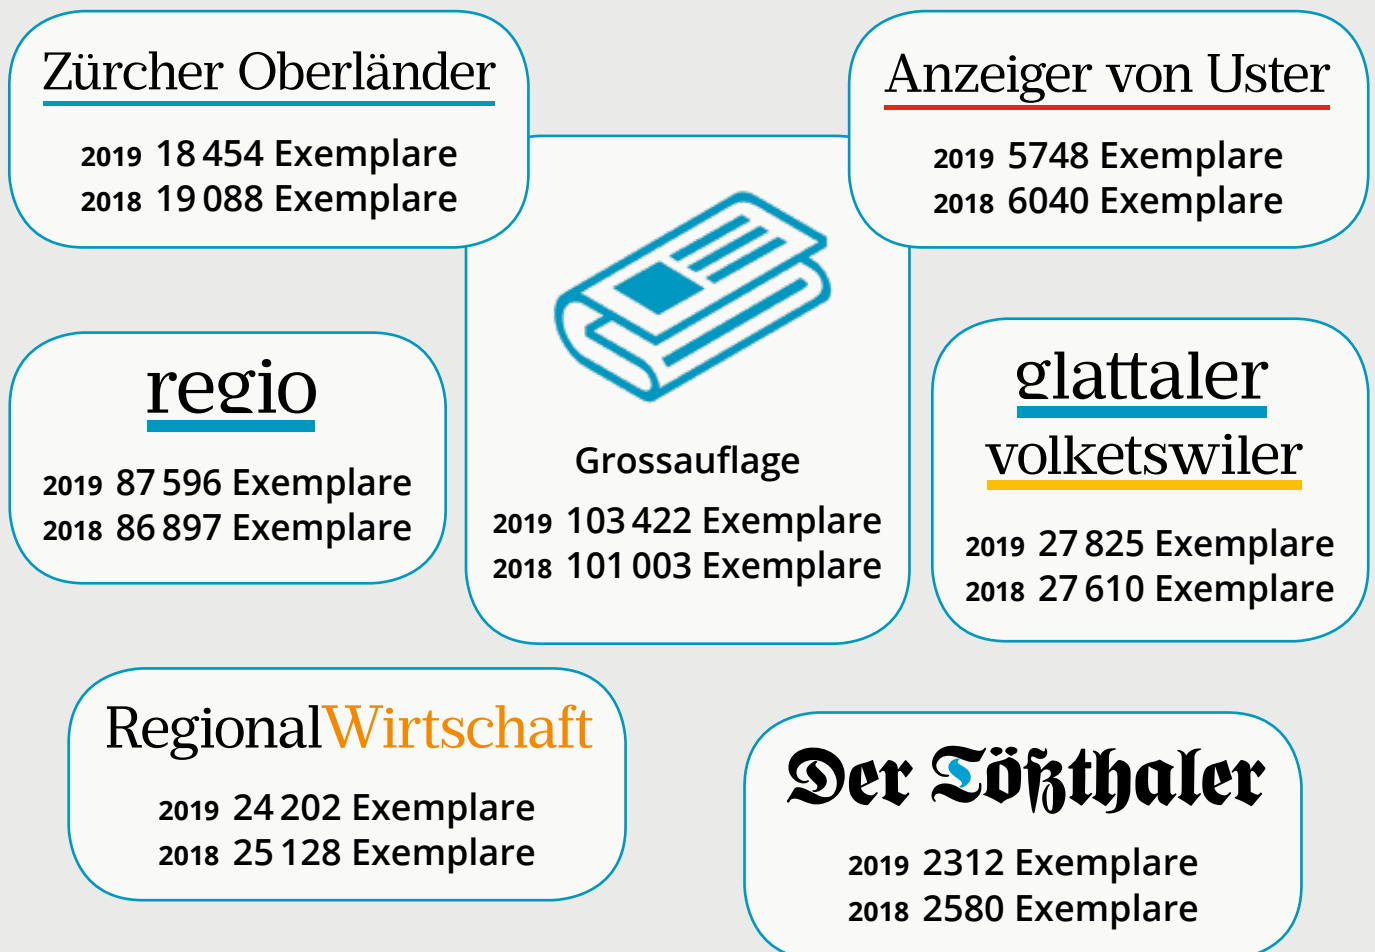 Zürcher Oberländer
2019 18 454 Exemplare
2018 19 088 Exemplare
Anzeiger von Uster
2019 5748 Exemplare
2018 6040 Exemplare
regio
2019 87 596 Exemplare
2018 86 897 Exemplare
Grossauflage
2019 103 422 Exemplare
2018 101 003 Exemplare
glattaler
volketswiler
2019 27 825 Exemplare
2018 27 610 Exemplare
RegionalWirtschaft
2019 24 202 Exemplare
2018 25 128 Exemplare
Der Tößthaler
2019 2312 Exemplare
2018 2580 Exemplare